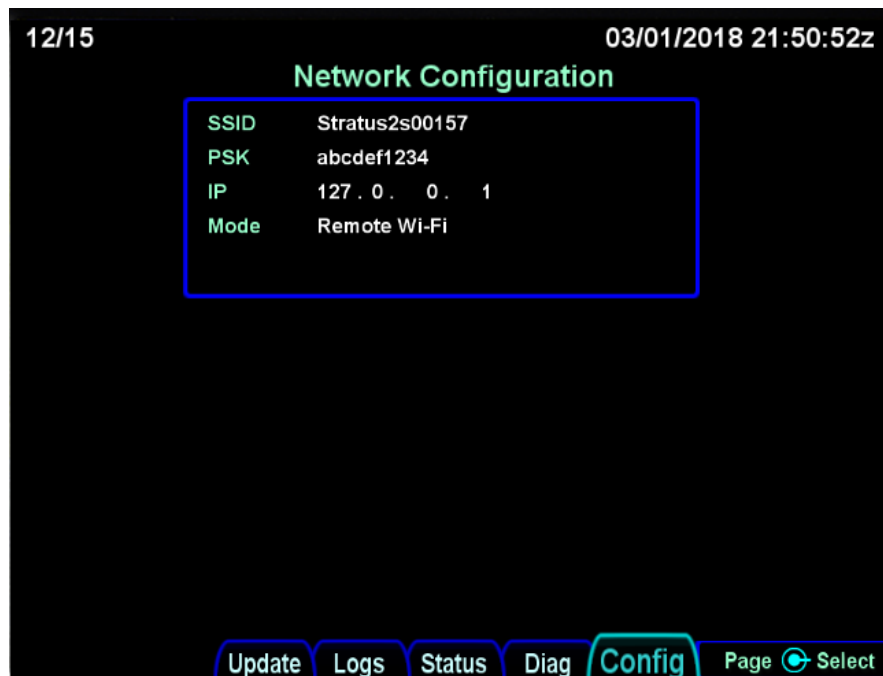 12/15 03/01/2018 21:50:52z
Network Configuration
SSID Stratus2s00157
PSK abcdef1234
IP 127 . 0 . 0 . 1
Mode Remote Wi-Fi
Update Logs Status Diag Config Page Select